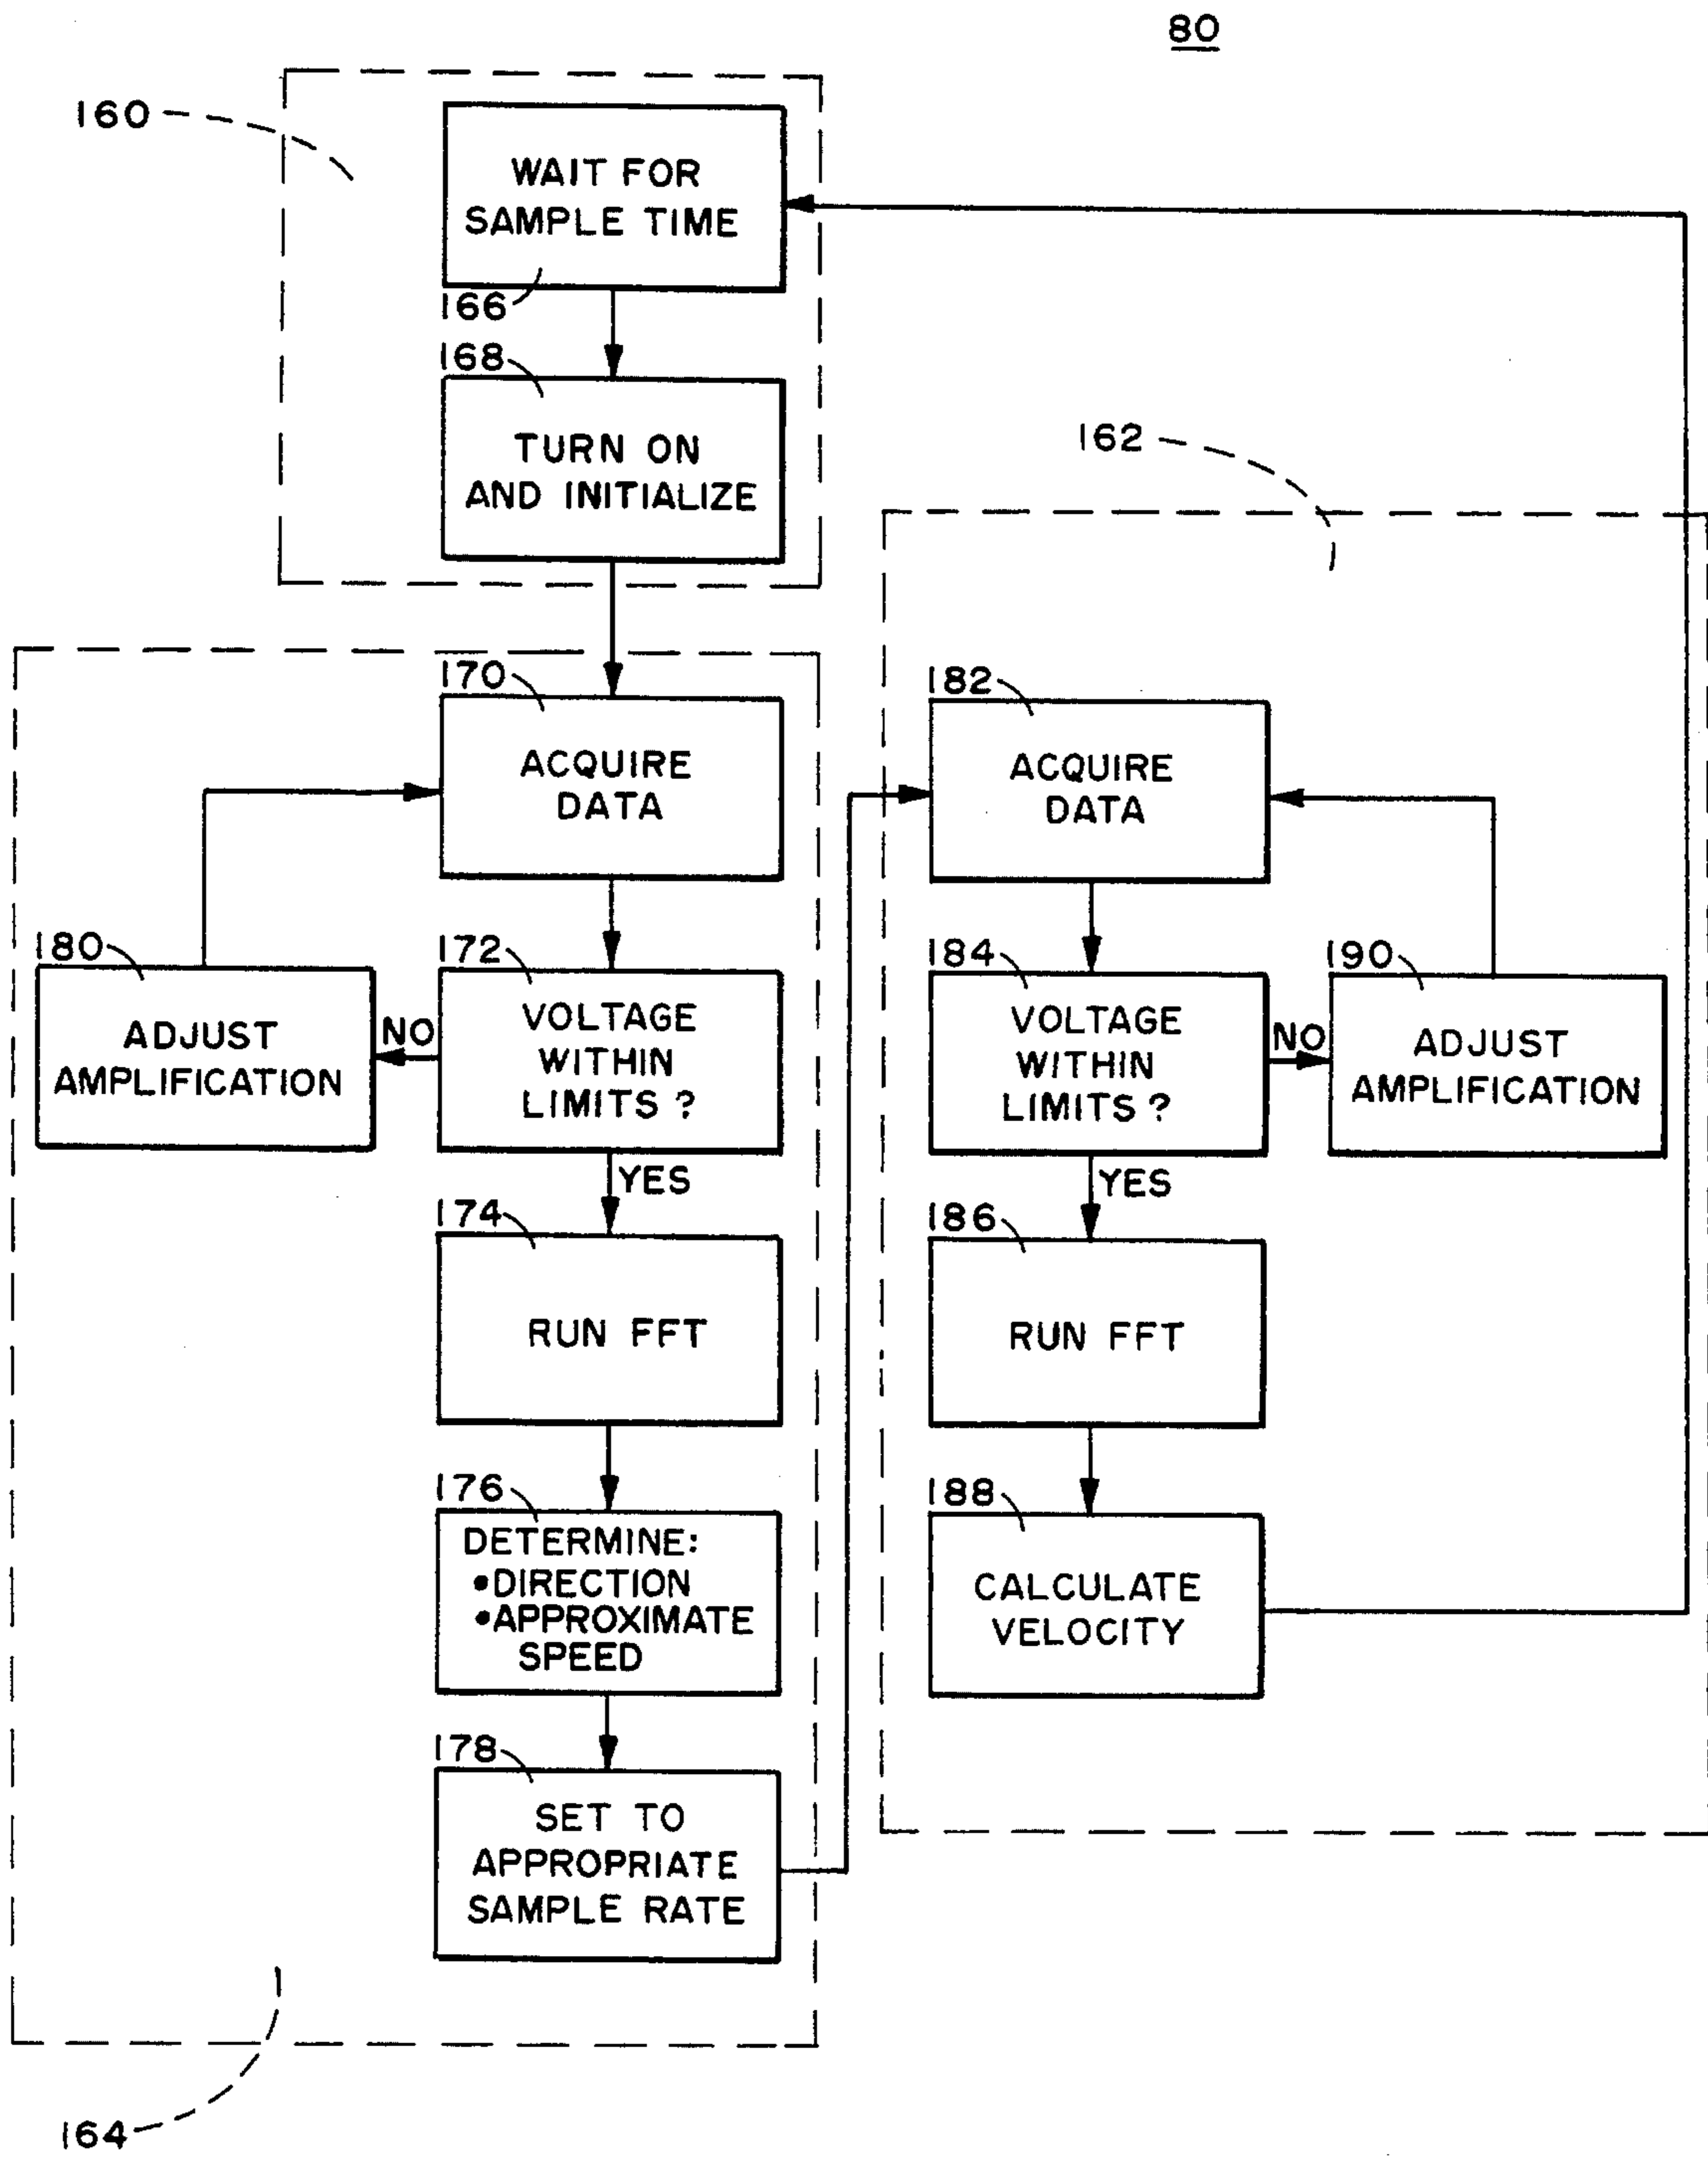 80
160
WAIT FOR
SAMPLE TIME
166
168
TURN ON
AND INITIALIZE
170
ACQUIRE
DATA
180
ADJUST
AMPLIFICATION
NO
172
VOLTAGE
WITHIN
LIMITS ?
YES
174
RUN FFT
176
DETERMINE:
•DIRECTION
•APPROXIMATE
SPEED
178
SET TO
APPROPRIATE
SAMPLE RATE
164
162
182
ACQUIRE
DATA
184
VOLTAGE
WITHIN
LIMITS ?
NO
190
ADJUST
AMPLIFICATION
YES
186
RUN FFT
188
CALCULATE
VELOCITY